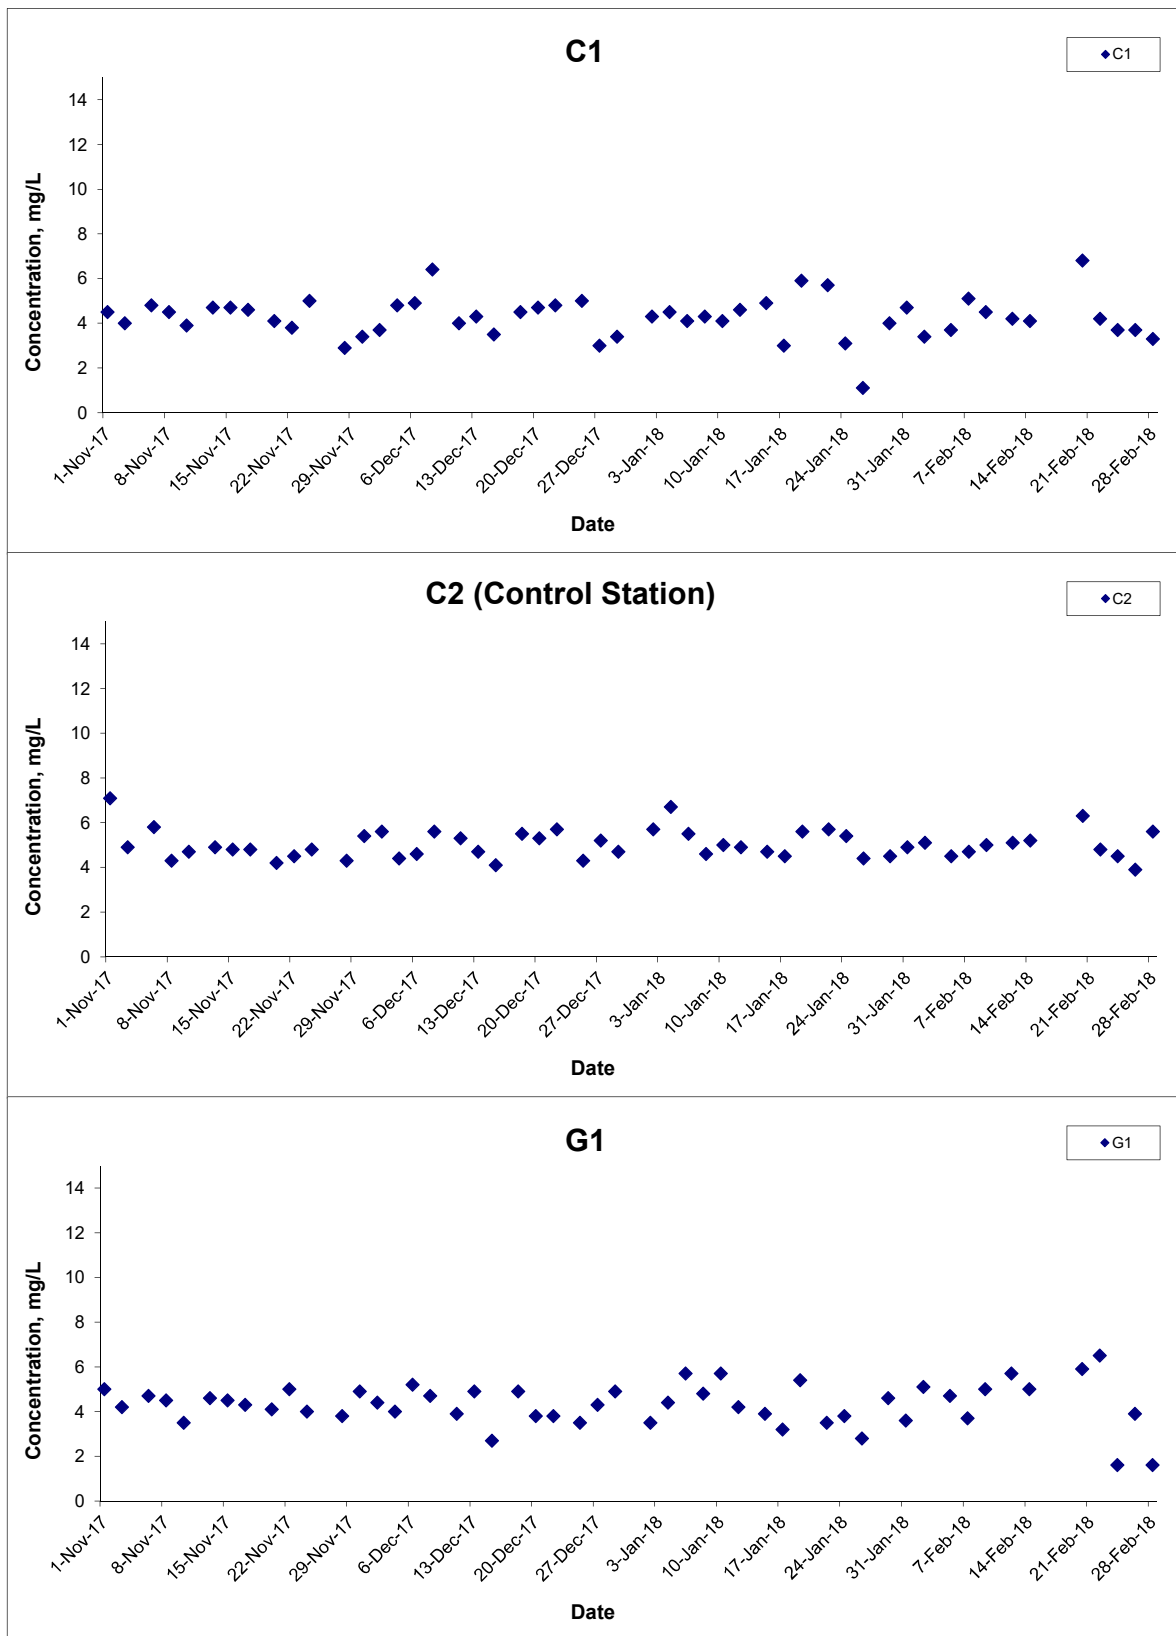 C1
C1
14
12
10
8
6
4
2
0
Concentration, mg/L
1-Nov-17 8-Nov-17 15-Nov-17 22-Nov-17 29-Nov-17 6-Dec-17 13-Dec-17 20-Dec-17 27-Dec-17 3-Jan-18 10-Jan-18 17-Jan-18 24-Jan-18 31-Jan-18 7-Feb-18 14-Feb-18 21-Feb-18 28-Feb-18
Date
C2 (Control Station)
C2
14
12
10
8
6
4
2
0
Concentration, mg/L
1-Nov-17 8-Nov-17 15-Nov-17 22-Nov-17 29-Nov-17 6-Dec-17 13-Dec-17 20-Dec-17 27-Dec-17 3-Jan-18 10-Jan-18 17-Jan-18 24-Jan-18 31-Jan-18 7-Feb-18 14-Feb-18 21-Feb-18 28-Feb-18
Date
G1
G1
14
12
10
8
6
4
2
0
Concentration, mg/L
1-Nov-17 8-Nov-17 15-Nov-17 22-Nov-17 29-Nov-17 6-Dec-17 13-Dec-17 20-Dec-17 27-Dec-17 3-Jan-18 10-Jan-18 17-Jan-18 24-Jan-18 31-Jan-18 7-Feb-18 14-Feb-18 21-Feb-18 28-Feb-18
Date